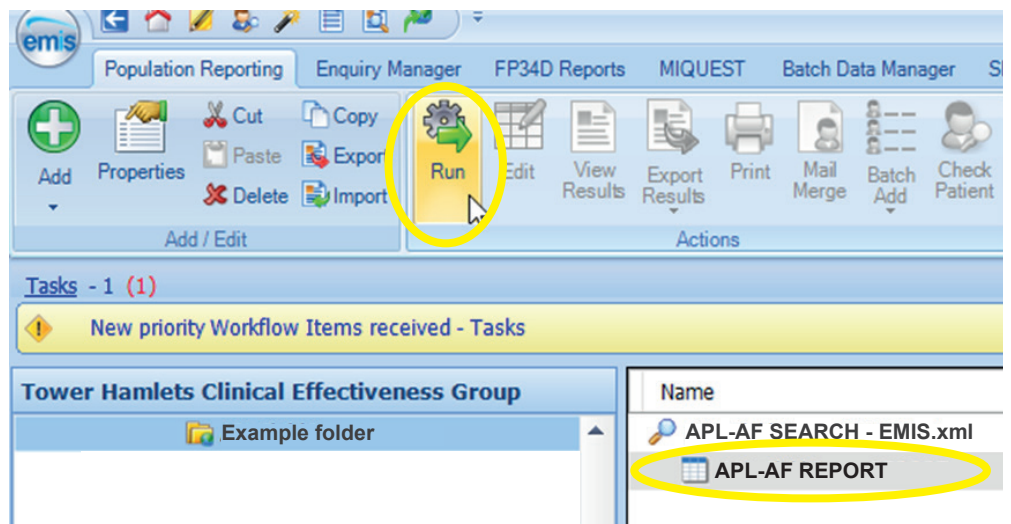 emis
Population Reporting Enquiry Manager FP34D Reports MIQUEST Batch Data Manager
Add
Properties
Cut
Paste
Delete
Copy
Export
Import
Add / Edit
Run
Edit
View
Results
Export
Results
Print
Mail
Merge
Batch
Add
Check
Patient
Actions
Tasks - 1 (1)
New priority Workflow Items received - Tasks
Tower Hamlets Clinical Effectiveness Group
Example folder
Name
APL-AF SEARCH - EMIS.xml
APL-AF REPORT